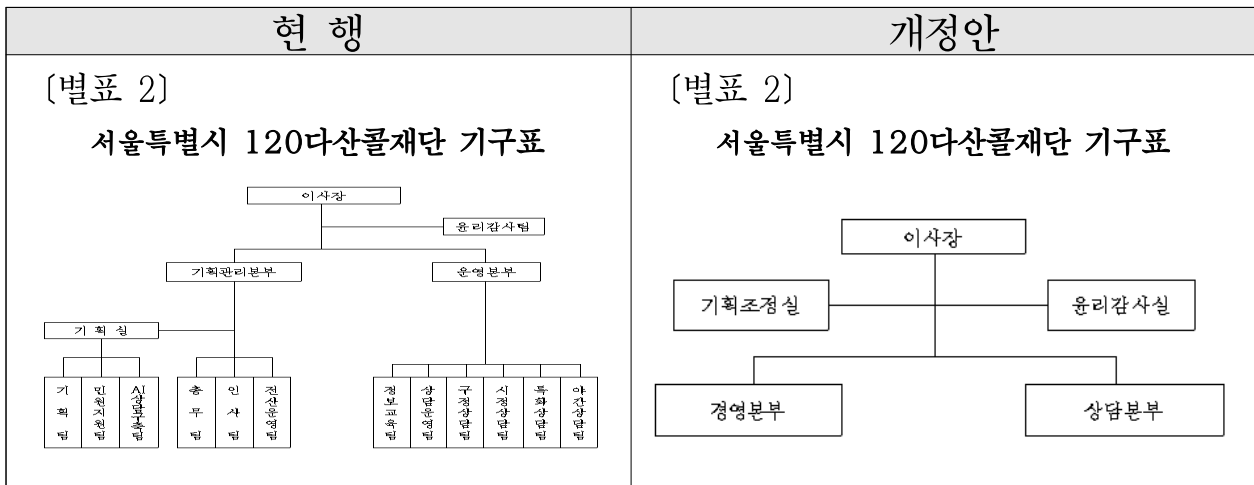 현 행
[별표 2]
서울특별시 120다산콜재단 기구표
이사장
윤리감사팀
기획관리본부
운영본부
기 획 실
기획팀
민원지원팀
AI상담구축팀
총무팀
인사팀
전산운영팀
정보교육팀
상담운영팀
구정상담팀
시정상담팀
특화상담팀
야간상담팀
개정안
[별표 2]
서울특별시 120다산콜재단 기구표
이사장
기획조정실
윤리감사실
경영본부
상담본부